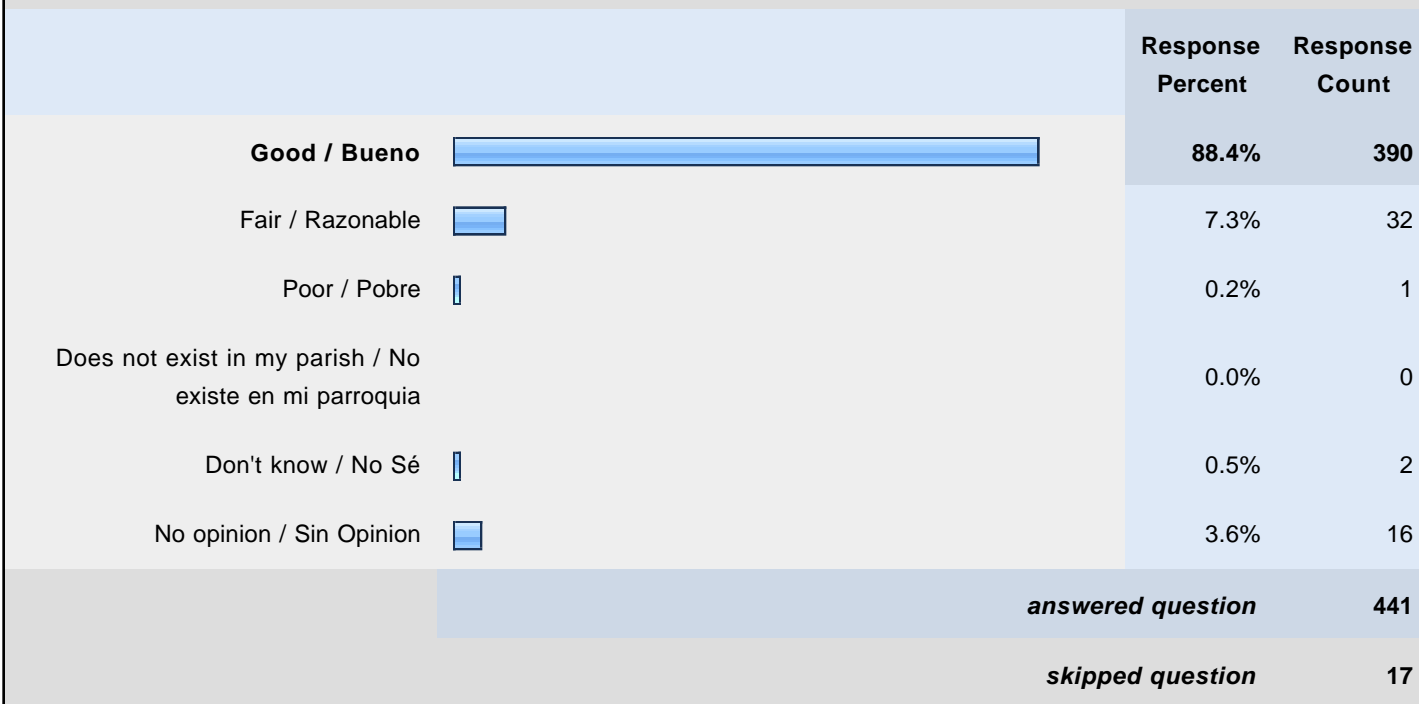 Response Percent Response Count
Good / Bueno 88.4% 390
Fair / Razonable 7.3% 32
Poor / Pobre 0.2% 1
Does not exist in my parish / No
existe en mi parroquia 0.0% 0
Don't know / No Sé 0.5% 2
No opinion / Sin Opinion 3.6% 16
answered question 441
skipped question 17